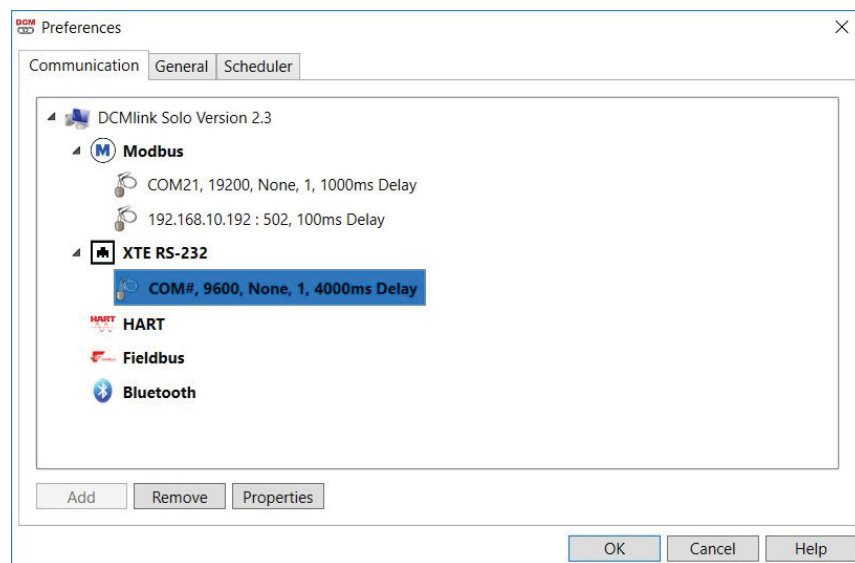 DCM Preferences
Communication General Scheduler
DCMlink Solo Version 2.3
M Modbus
COM21, 19200, None, 1, 1000ms Delay
192.168.10.192 : 502, 100ms Delay
XTE RS-232
COM#, 9600, None, 1, 4000ms Delay
HART HART
Fieldbus
Bluetooth
Add Remove Properties
OK Cancel Help